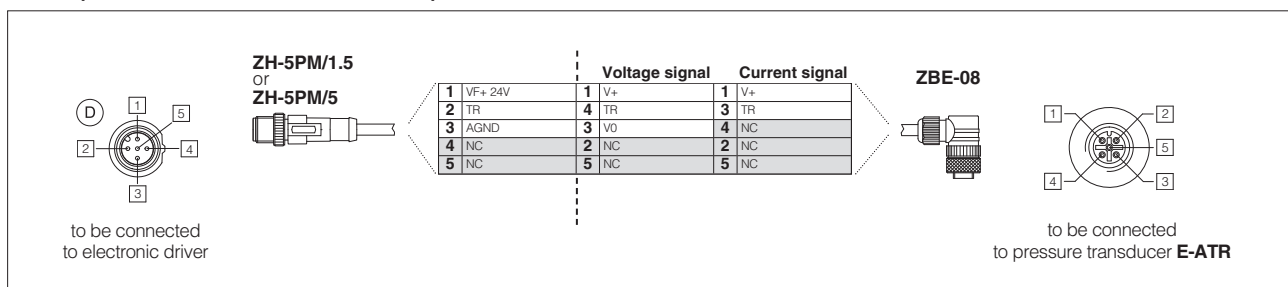 ZH-5PM/1.5
or
ZH-5PM/5
Voltage signal Current signal
ZBE-08
1 VF+ 24V 1 V+ 1 V+
2 TR 4 TR 3 TR
3 AGND 3 V0 4 NC
4 NC 2 NC 2 NC
5 NC 5 NC 5 NC
D
1
5
2
4
3
to be connected
to electronic driver
1
2
5
4
3
to be connected
to pressure transducer E-ATR